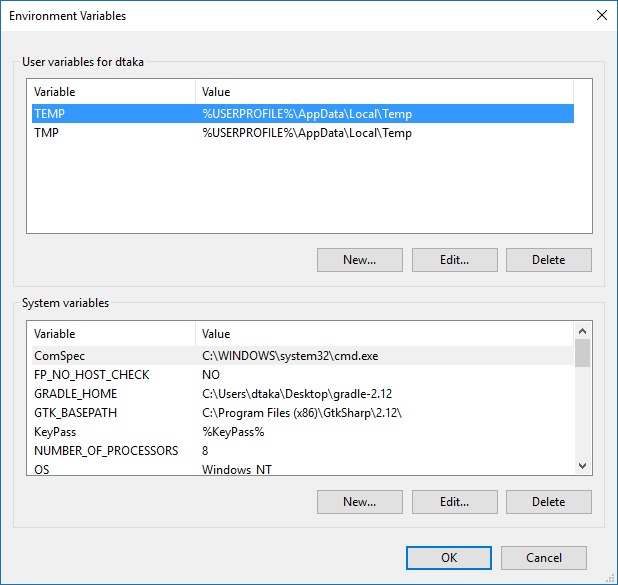 Environment Variables
User variables for dtaka
Variable Value
TEMP %USERPROFILE%\AppData\Local\Temp
TMP %USERPROFILE%\AppData\Local\Temp
New... Edit... Delete
System variables
Variable Value
ComSpec C:\WINDOWS\system32\cmd.exe
FP_NO_HOST_CHECK NO
GRADLE_HOME C:\Users\dtaka\Desktop\gradle-2.12
GTK_BASEPATH C:\Program Files (x86)\GtkSharp\2.12\
KeyPass %KeyPass%
NUMBER_OF_PROCESSORS 8
OS Windows_NT
New... Edit... Delete
OK Cancel